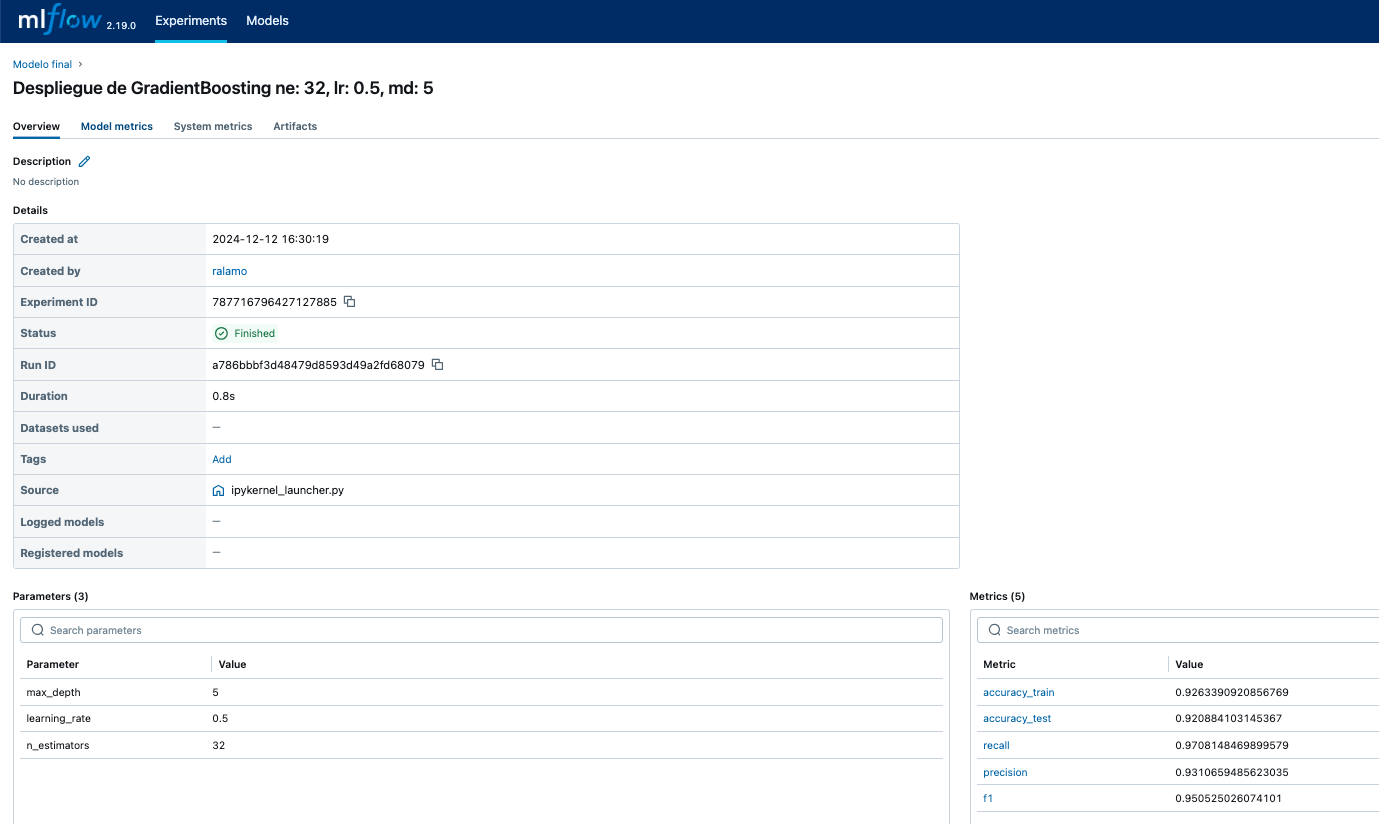 mlflow 2.19.0 Experiments Models
Modelo final
Despliegue de GradientBoosting ne: 32, lr: 0.5, md: 5
Overview Model metrics System metrics Artifacts
Description
No description
Details
Created at 2024-12-12 16:30:19
Created by ralamo
Experiment ID 787716796427127885
Status Finished
Run ID a786bbbf3d48479d8593d49a2fd68079
Duration 0.8s
Datasets used —
Tags Add
Source ipykernel_launcher.py
Logged models —
Registered models —
Parameters (3)
Search parameters
Parameter Value
max_depth 5
learning_rate 0.5
n_estimators 32
Metrics (5)
Search metrics
Metric Value
accuracy_train 0.9263390920856769
accuracy_test 0.920884103145367
recall 0.9708148469899579
precision 0.9310659485623035
f1 0.950525026074101